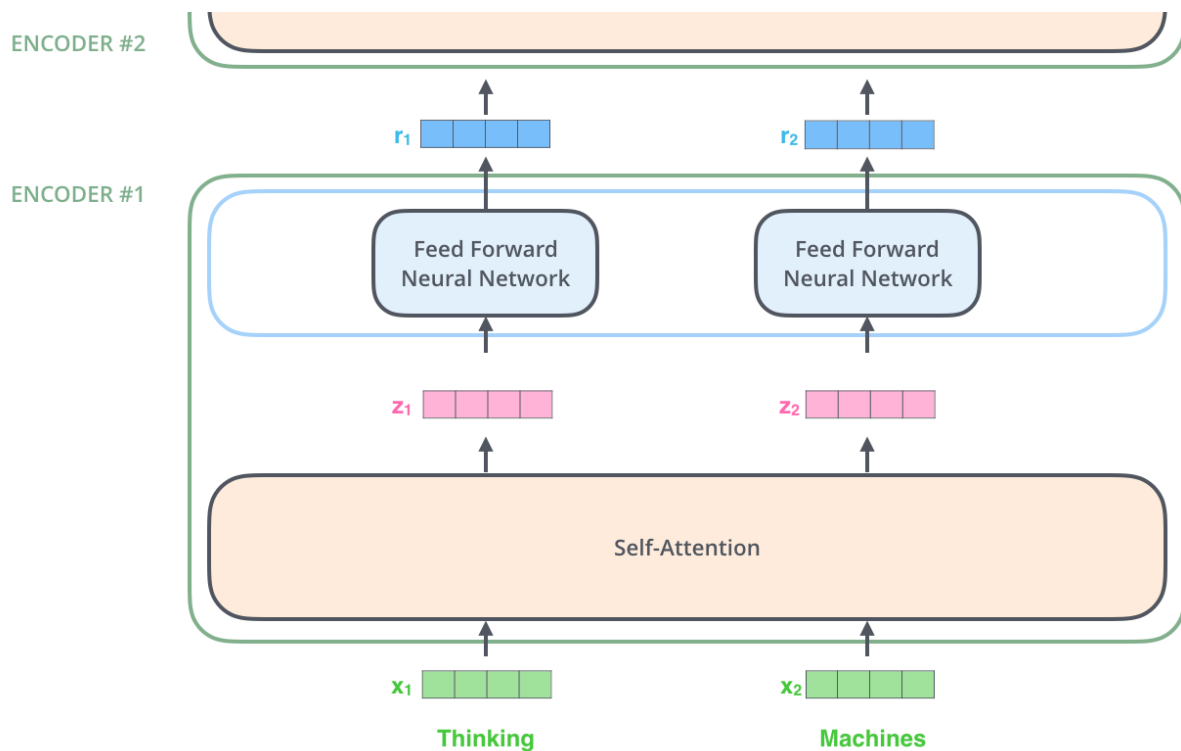 ENCODER #2
r₁
r₂
ENCODER #1
Feed Forward
Neural Network
Feed Forward
Neural Network
z₁
z₂
Self-Attention
x₁
x₂
Thinking
Machines